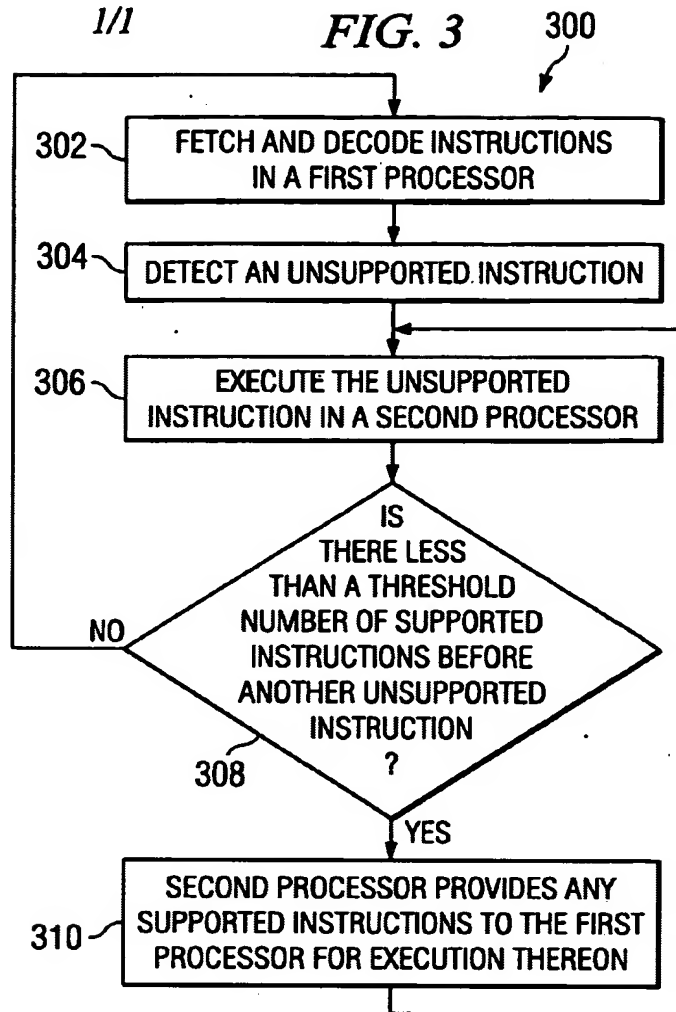 1/1
FIG. 3
300
302
FETCH AND DECODE INSTRUCTIONS
IN A FIRST PROCESSOR
304
DETECT AN UNSUPPORTED INSTRUCTION
306
EXECUTE THE UNSUPPORTED
INSTRUCTION IN A SECOND PROCESSOR
IS
THERE LESS
THAN A THRESHOLD
NUMBER OF SUPPORTED
INSTRUCTIONS BEFORE
ANOTHER UNSUPPORTED
INSTRUCTION
?
NO
308
YES
310
SECOND PROCESSOR PROVIDES ANY
SUPPORTED INSTRUCTIONS TO THE FIRST
PROCESSOR FOR EXECUTION THEREON